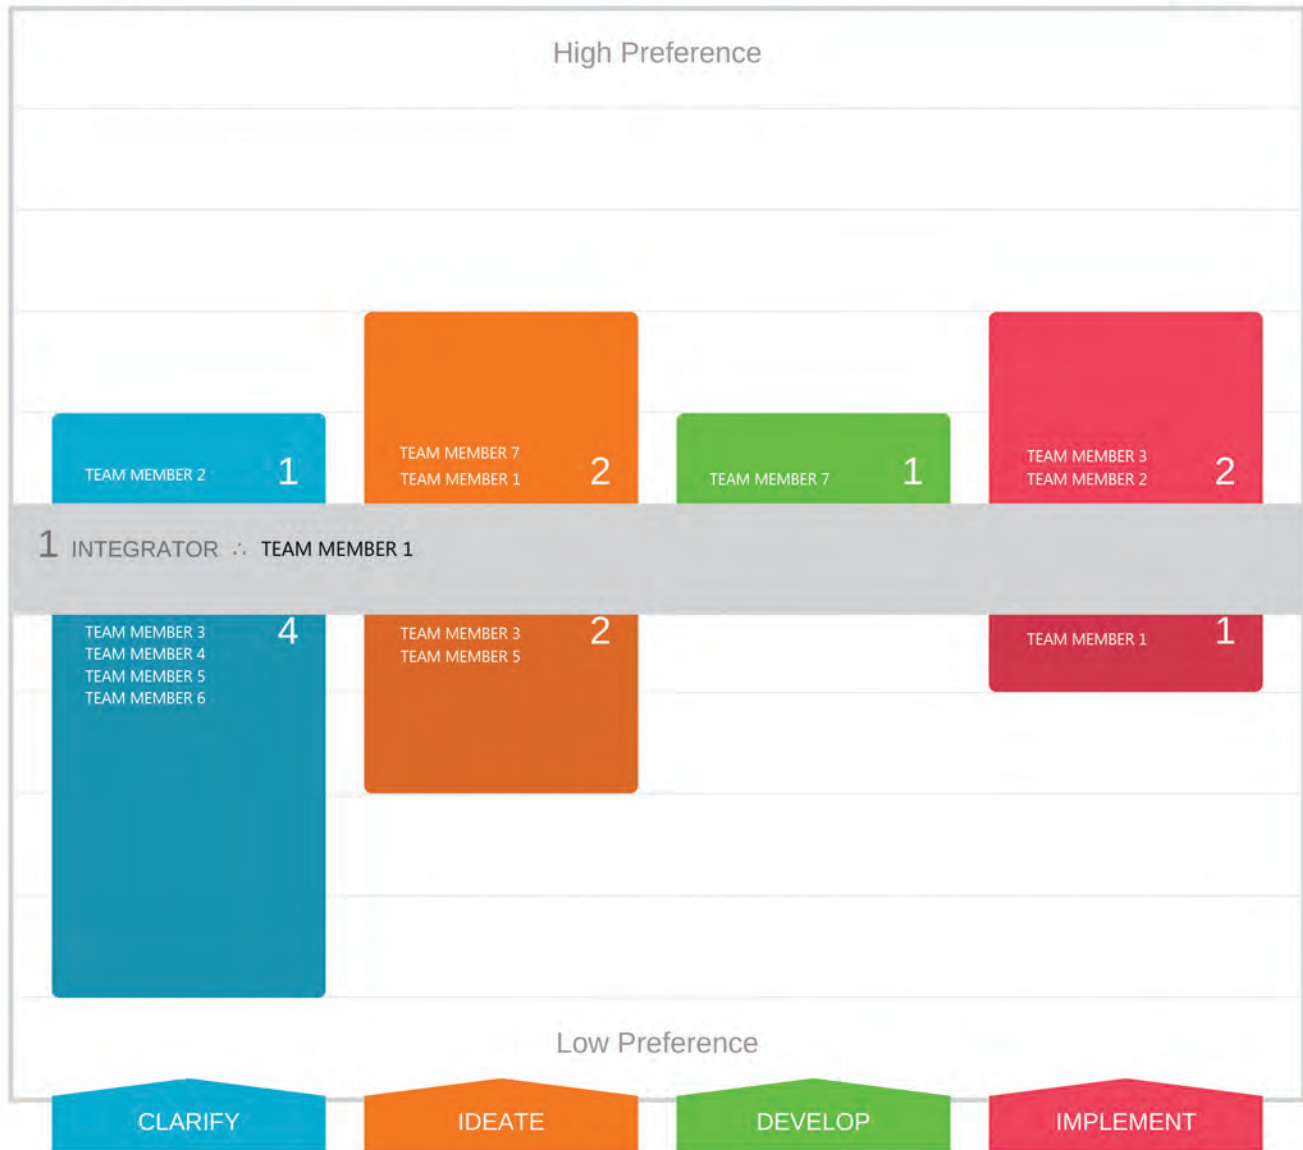 High Preference
TEAM MEMBER 2
1
TEAM MEMBER 7
TEAM MEMBER 1
2
TEAM MEMBER 7
1
TEAM MEMBER 3
TEAM MEMBER 2
2
1 INTEGRATOR ∴ TEAM MEMBER 1
TEAM MEMBER 3
TEAM MEMBER 4
TEAM MEMBER 5
TEAM MEMBER 6
4
TEAM MEMBER 3
TEAM MEMBER 5
2
TEAM MEMBER 1
1
Low Preference
CLARIFY
IDEATE
DEVELOP
IMPLEMENT